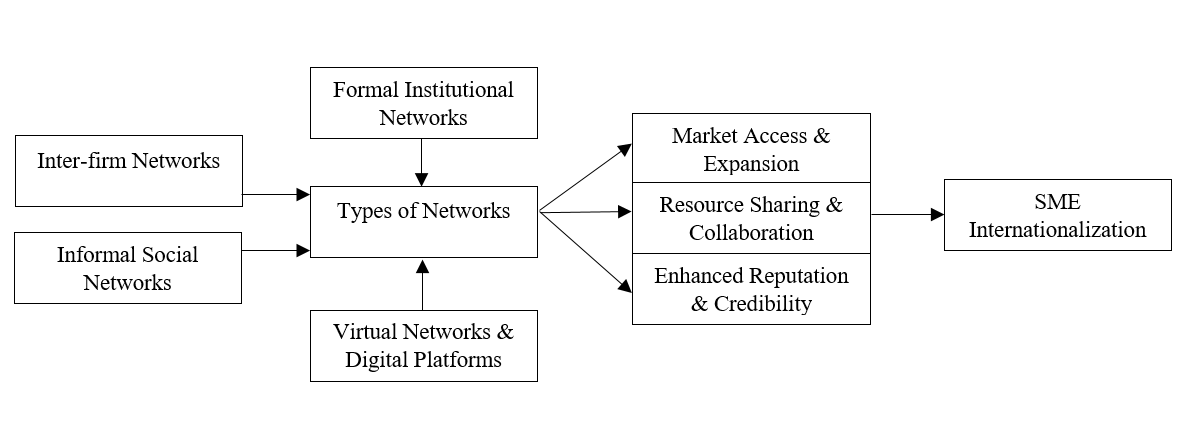 Formal Institutional
Networks
Inter-firm Networks
Types of Networks
Informal Social
Networks
Virtual Networks &
Digital Platforms
Market Access &
Expansion
Resource Sharing &
Collaboration
Enhanced Reputation
& Credibility
SME
Internationalization